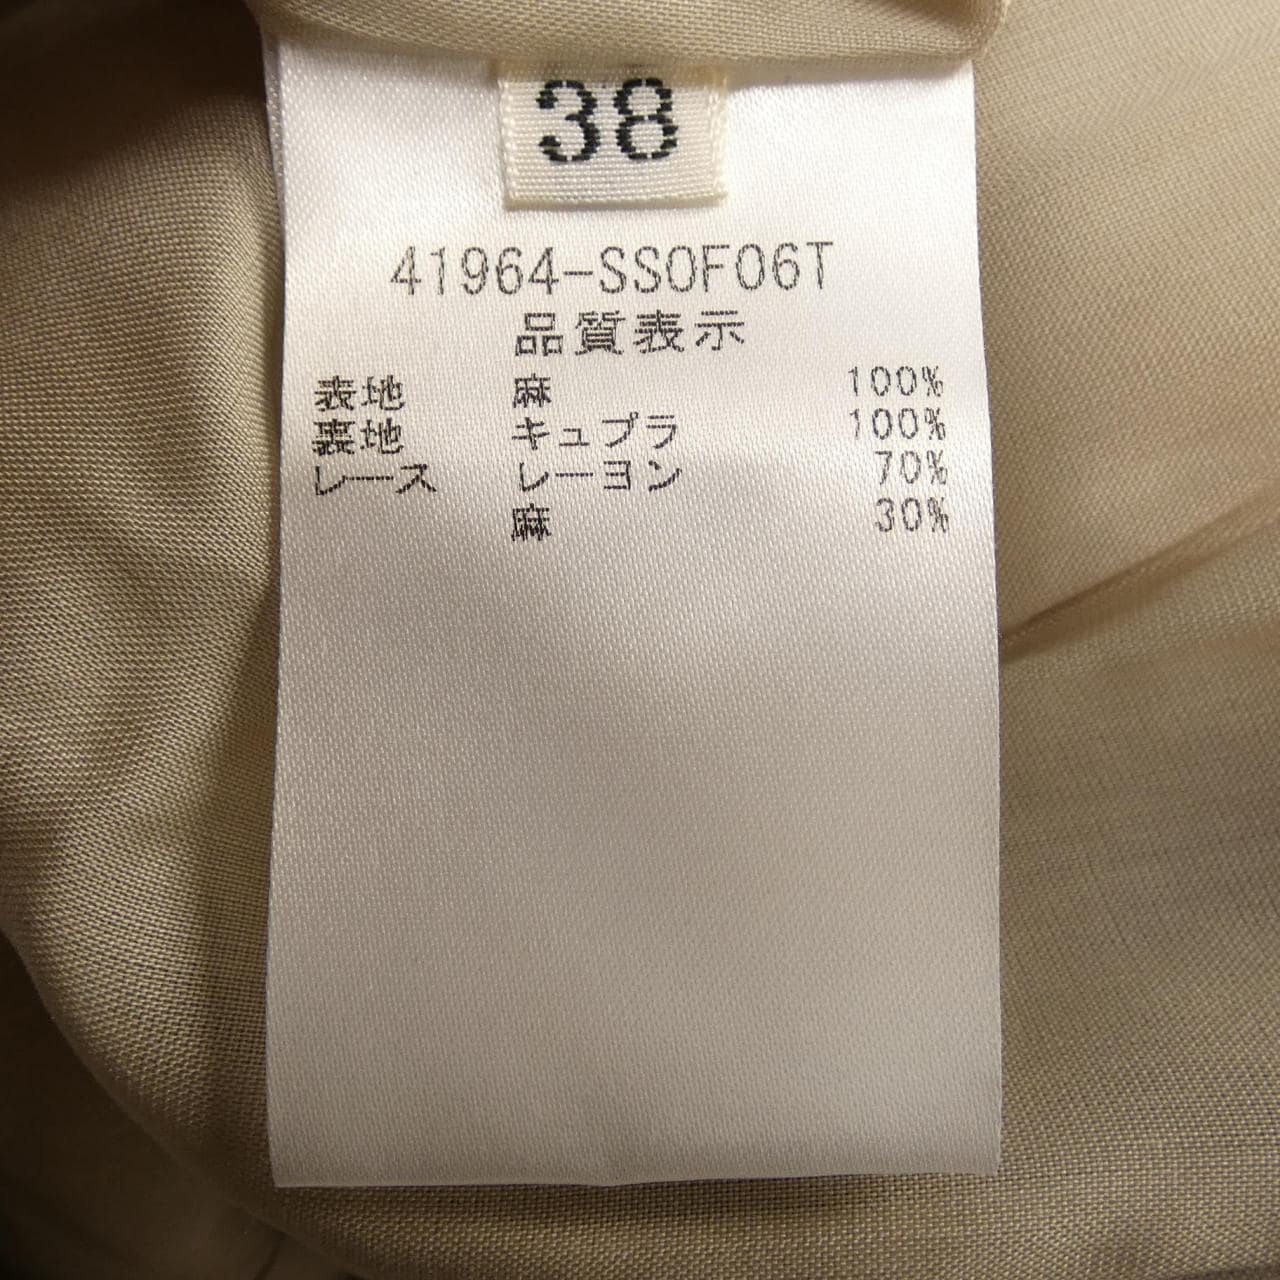 38
41964-SS0F06T
品質表示
表地 麻 100%
裏地 キュプラ 100%
レース レーヨン 70%
麻 30%